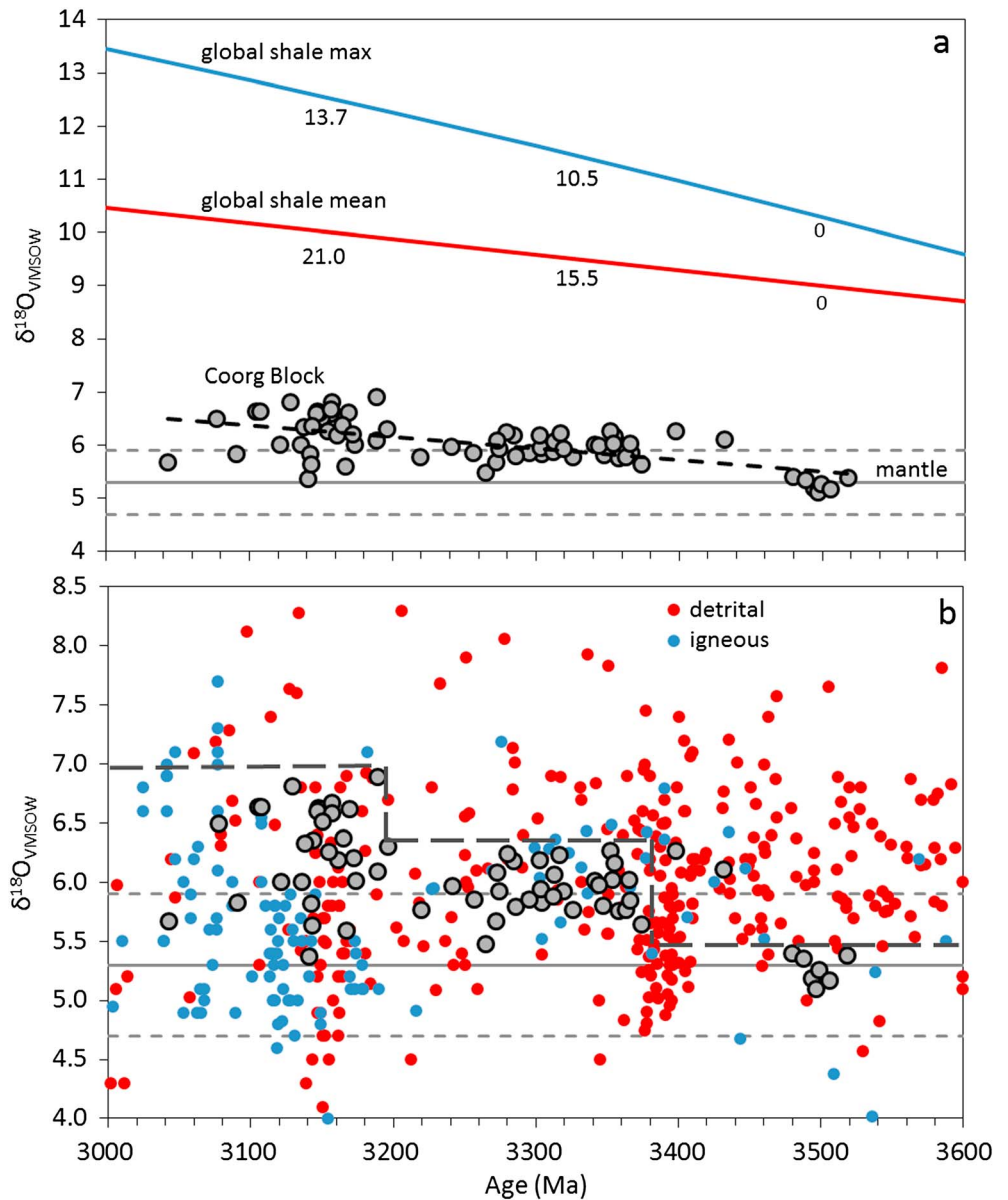 a
14
13
12
11
10
9
8
7
6
5
4
δ¹⁸O_VMSOW
global shale max
13.7
10.5
0
global shale mean
21.0
15.5
0
Coorg Block
mantle
b
8.5
8.0
7.5
7.0
6.5
6.0
5.5
5.0
4.5
4.0
δ¹⁸O_VMSOW
detrital
igneous
3000 3100 3200 3300 3400 3500 3600
Age (Ma)